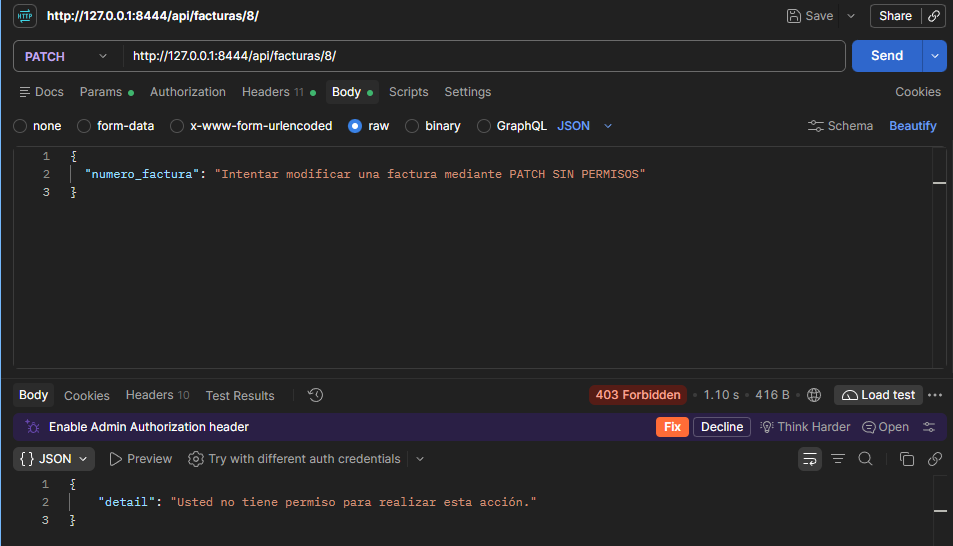 HTTP http://127.0.0.1:8444/api/facturas/8/ Save Share
PATCH http://127.0.0.1:8444/api/facturas/8/ Send
Docs Params Authorization Headers 11 Body Scripts Settings Cookies
none form-data x-www-form-urlencoded raw binary GraphQL JSON Schema Beautify
1 {
2 "numero_factura": "Intentar modificar una factura mediante PATCH SIN PERMISOS"
3 }
Body Cookies Headers 10 Test Results 403 Forbidden • 1.10 s • 416 B • Load test
Enable Admin Authorization header Fix Decline Think Harder Open
{} JSON Preview Try with different auth credentials
1 {
2 "detail": "Usted no tiene permiso para realizar esta acción."
3 }